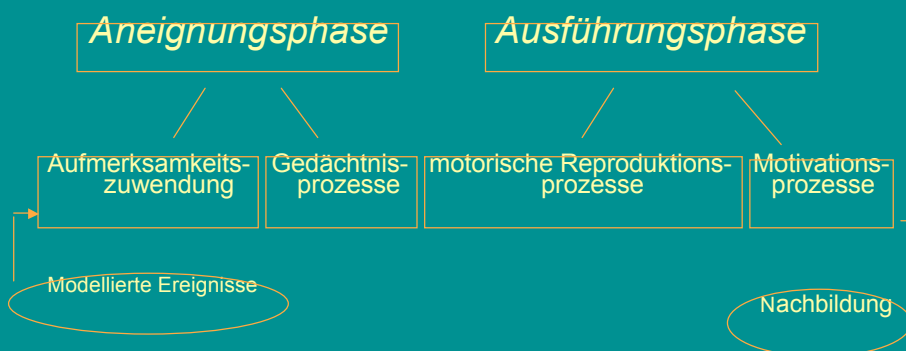 Aneignungsphase
Ausführungsphase
Aufmerksamkeits-
zuwendung
Gedächtnis-
prozesse
motorische Reproduktions-
prozesse
Motivations-
prozesse
Modellierte Ereignisse
Nachbildung